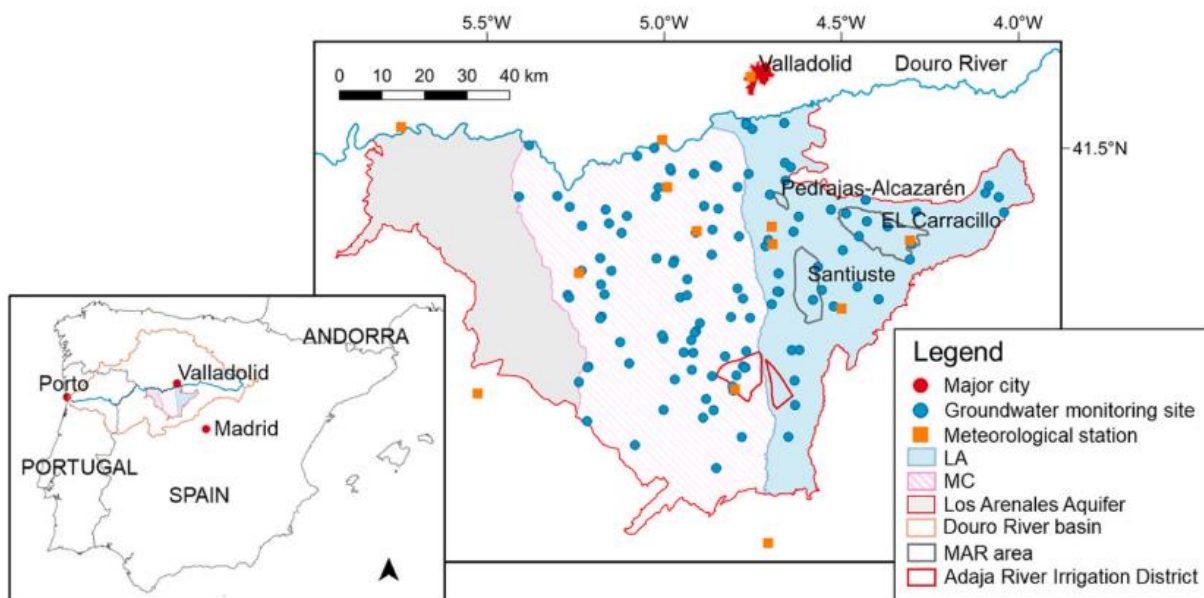 5.5°W 5.0°W 4.5°W 4.0°W
0 10 20 30 40 km
Valladolid
Douro River
41.5°N
Pedrajas-Alcazarén
EL Carracillo
Santiuste
ANDORRA
Valladolid
Porto
Madrid
PORTUGAL
SPAIN
Legend
Major city
Groundwater monitoring site
Meteorological station
LA
MC
Los Arenales Aquifer
Douro River basin
MAR area
Adaja River Irrigation District